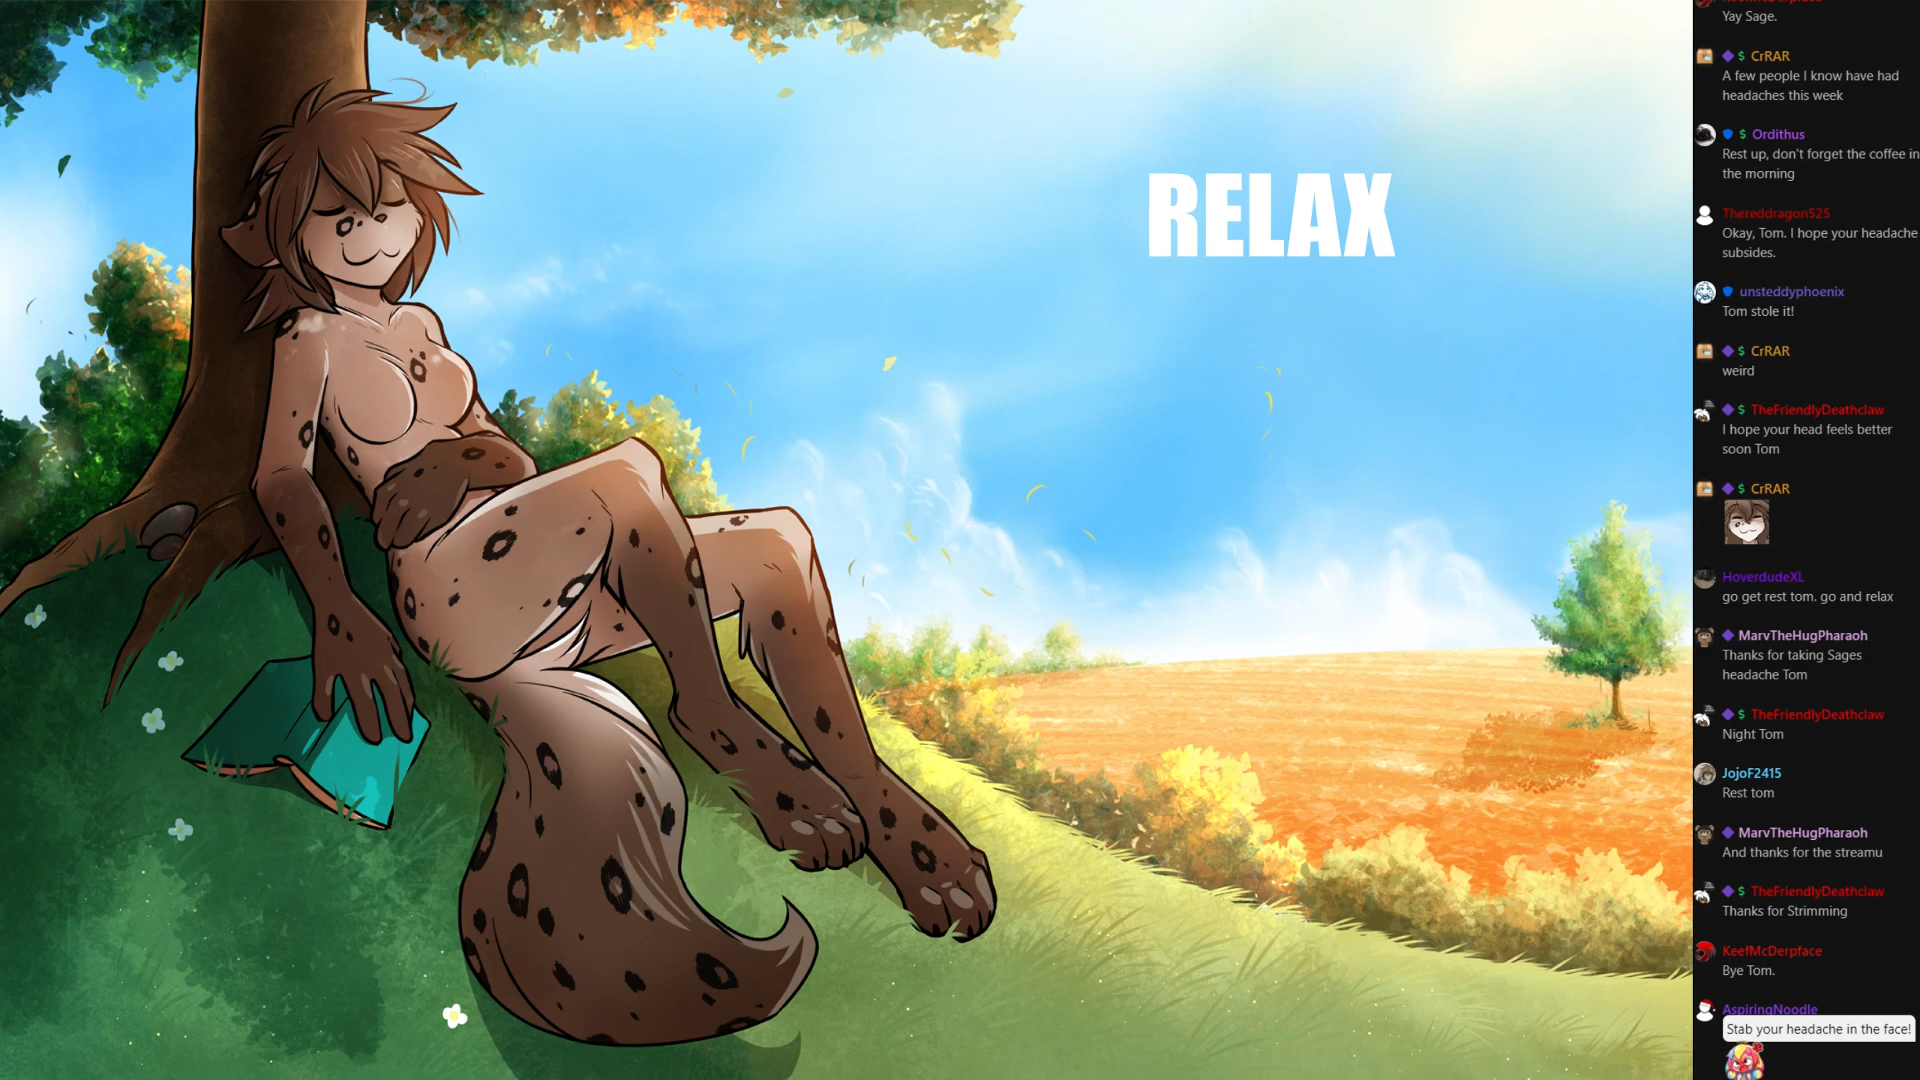 RELAX
Yay Sage.
$ CrRAR
A few people I know have had
headaches this week
$ Ordithus
Rest up, don't forget the coffee in
the morning
Thereddragon525
Okay, Tom. I hope your headache
subsides.
unsteddyphoenix
Tom stole it!
$ CrRAR
weird
$ TheFriendlyDeathclaw
I hope your head feels better
soon Tom
$ CrRAR
HoverdudeXL
go get rest tom. go and relax
MarvTheHugPharaoh
Thanks for taking Sages
headache Tom
$ TheFriendlyDeathclaw
Night Tom
JojoF2415
Rest tom
MarvTheHugPharaoh
And thanks for the streamu
$ TheFriendlyDeathclaw
Thanks for Strimming
KeefMcDerpface
Bye Tom.
AspiringNoodle
Stab your headache in the face!